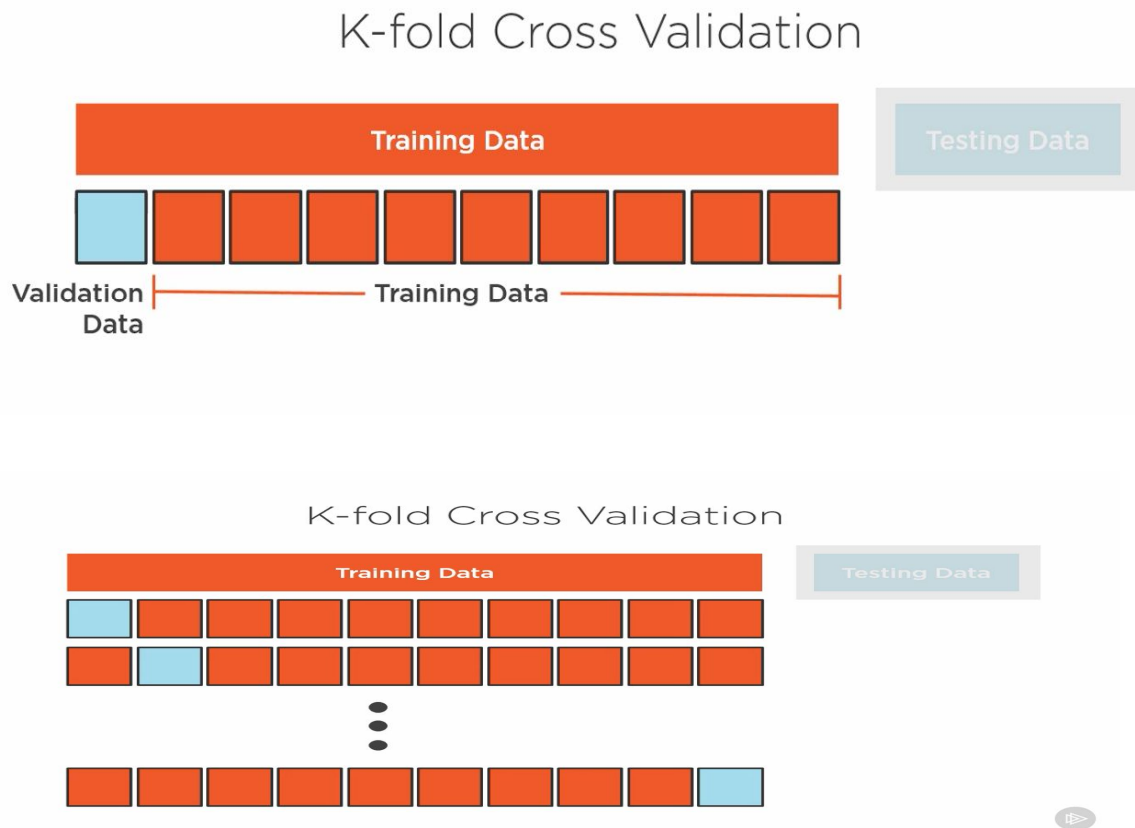 K-fold Cross Validation
Training Data
Testing Data
Validation
Data
Training Data
K-fold Cross Validation
Training Data
Testing Data